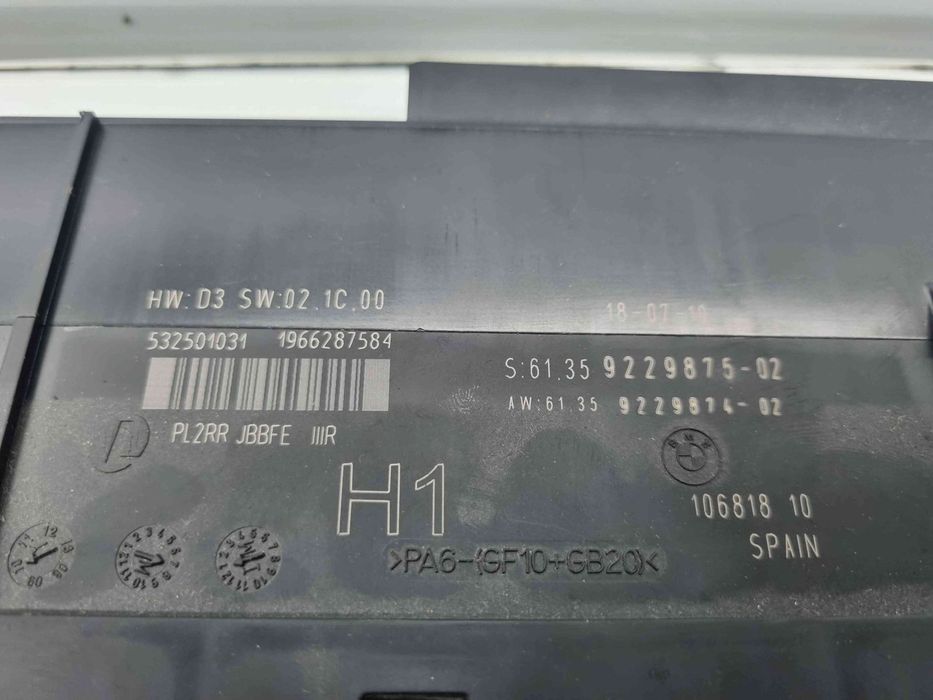 HW: D3 SW:02.1C.00
18-07-10
532501031 1966287584
S:61.35 9229875-02
AW:61.35 9229874-02
PL2RR JBBFE IIIR
BMW
H1
106818 10
SPAIN
>PA6-(GF10+GB20)<